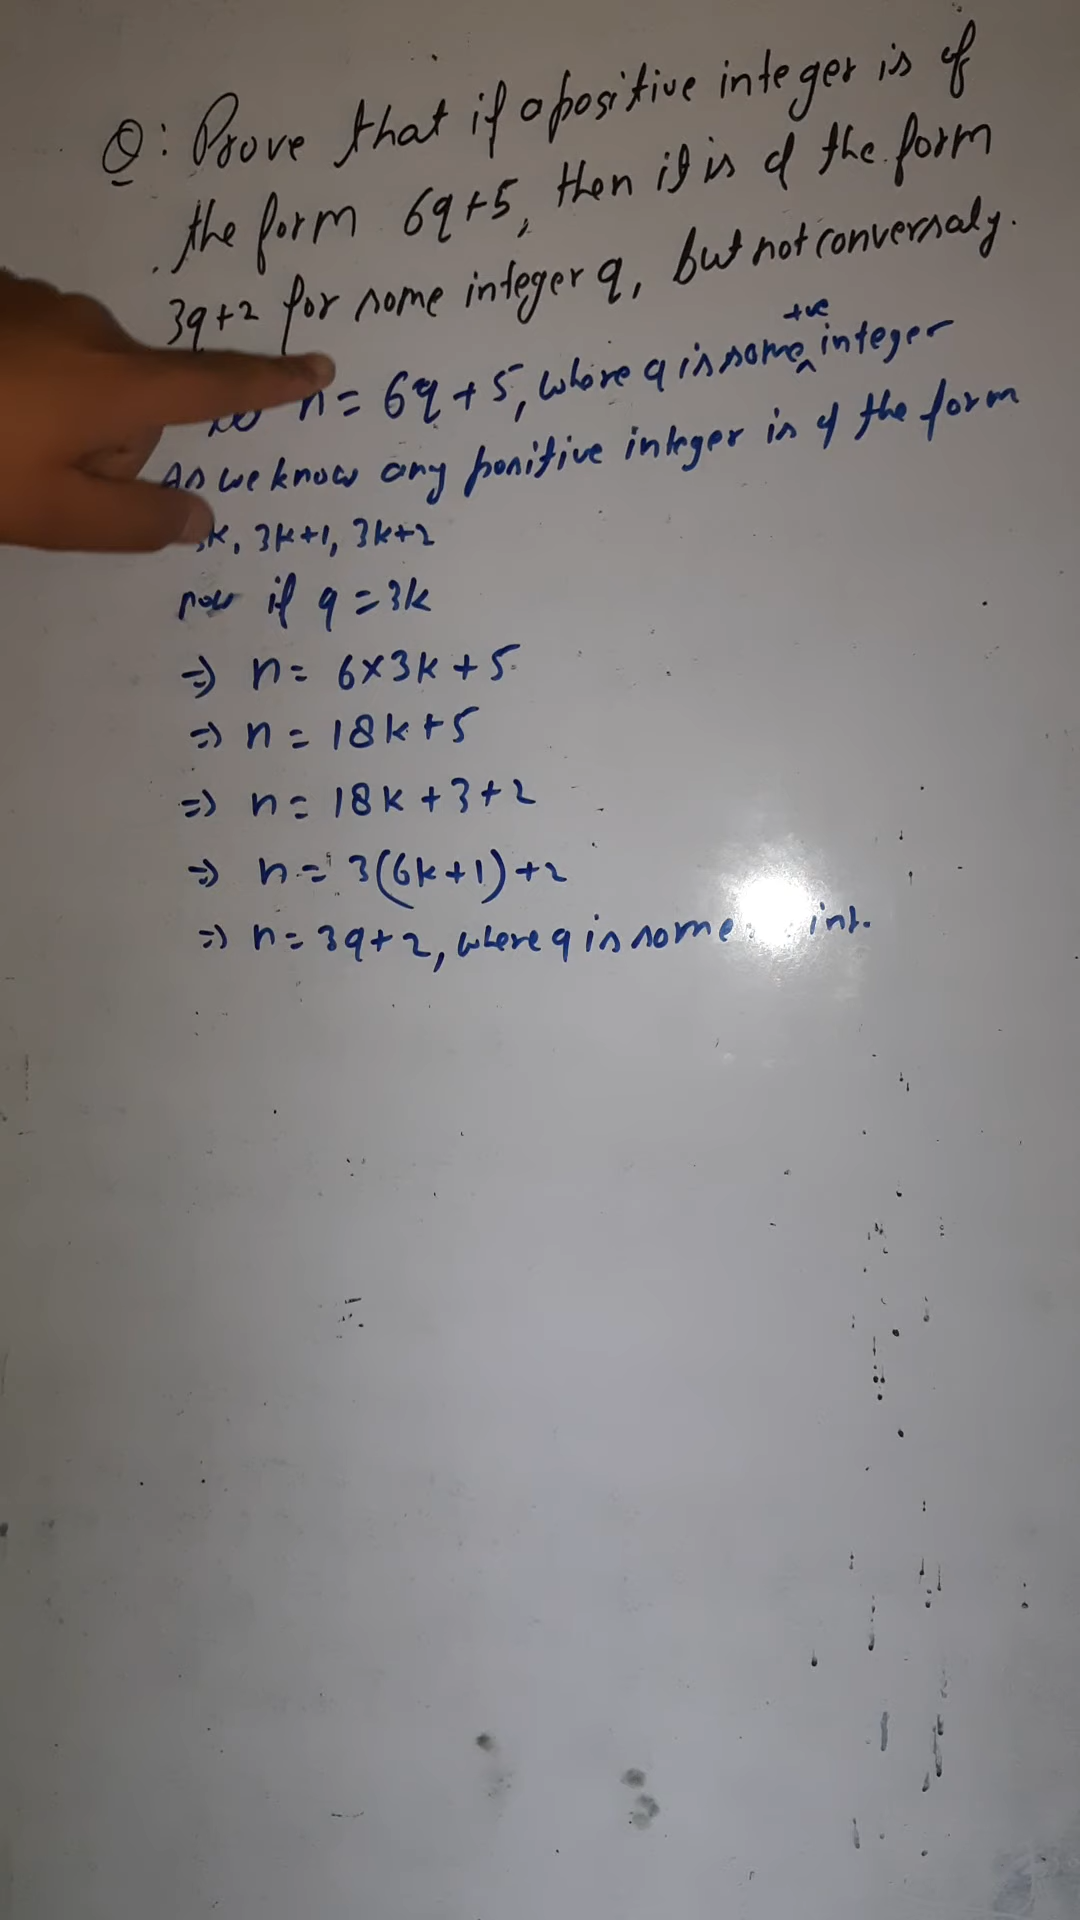 Q: Prove that if a positive integer is of
the form 6q+5, then it is of the form
3q+2 for some integer q, but not conversaly.
n = 6q + 5, where q is some +ve integer
As we know any positive integer is of the form
3k, 3k+1, 3k+2
now if q = 3k
⇒ n = 6×3k + 5
⇒ n = 18k + 5
⇒ n = 18k + 3 + 2
⇒ n = 3(6k+1) + 2
⇒ n = 3q + 2, where q is some int.